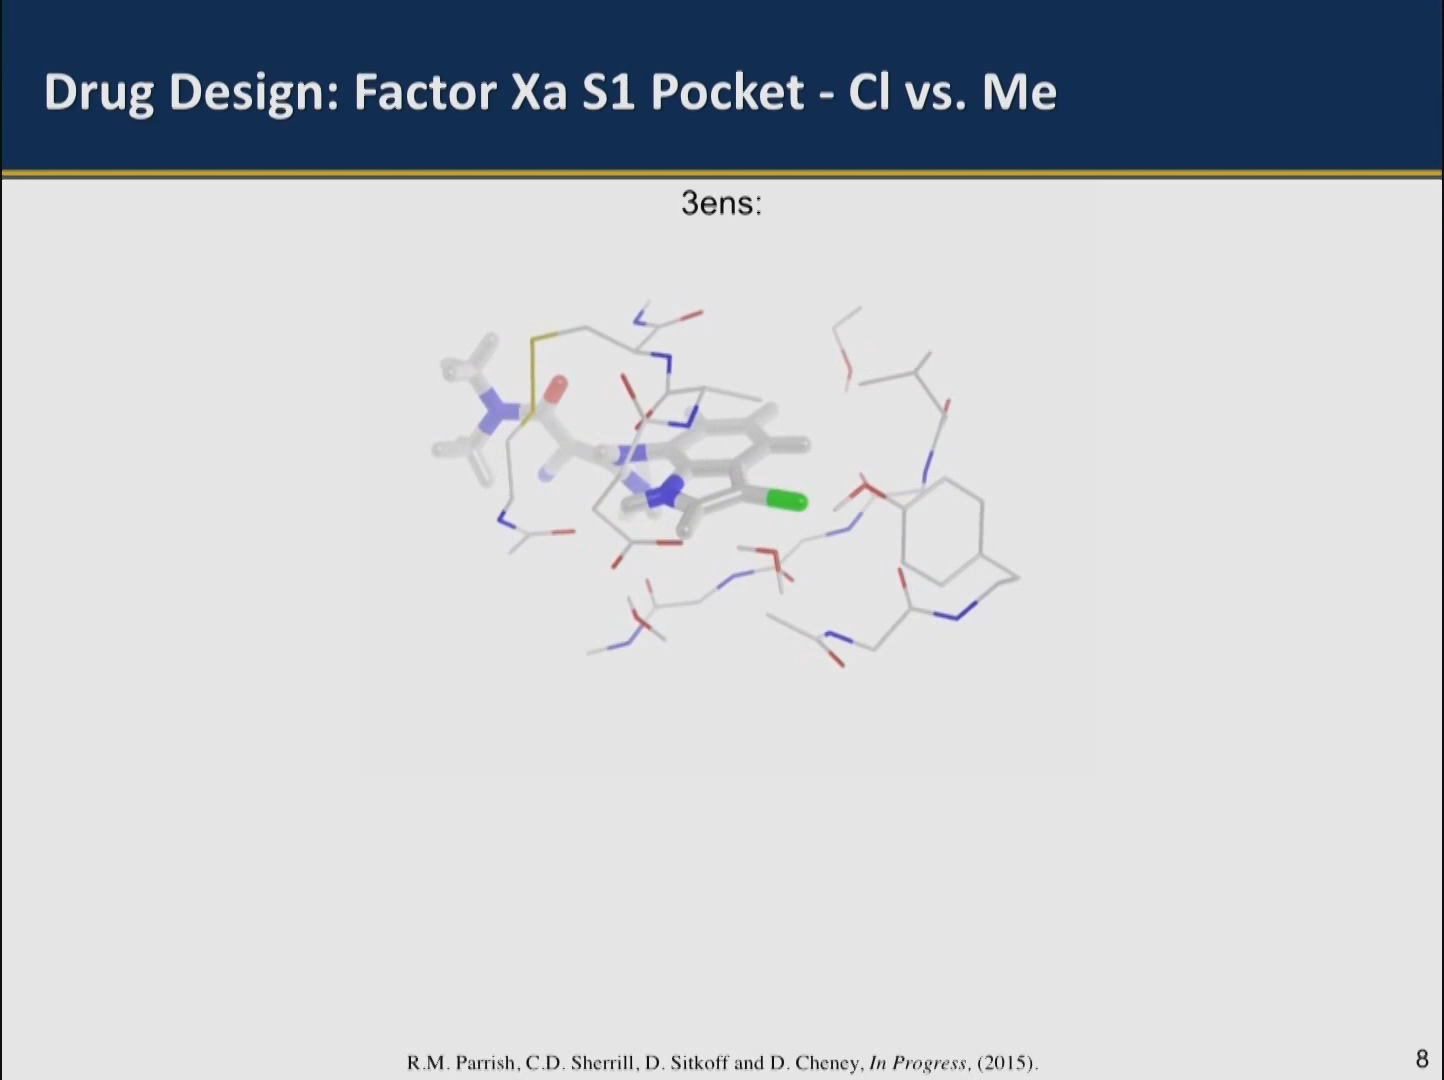 Drug Design: Factor Xa S1 Pocket - Cl vs. Me
3ens:
R.M. Parrish, C.D. Sherrill, D. Sitkoff and D. Cheney, In Progress, (2015).
8